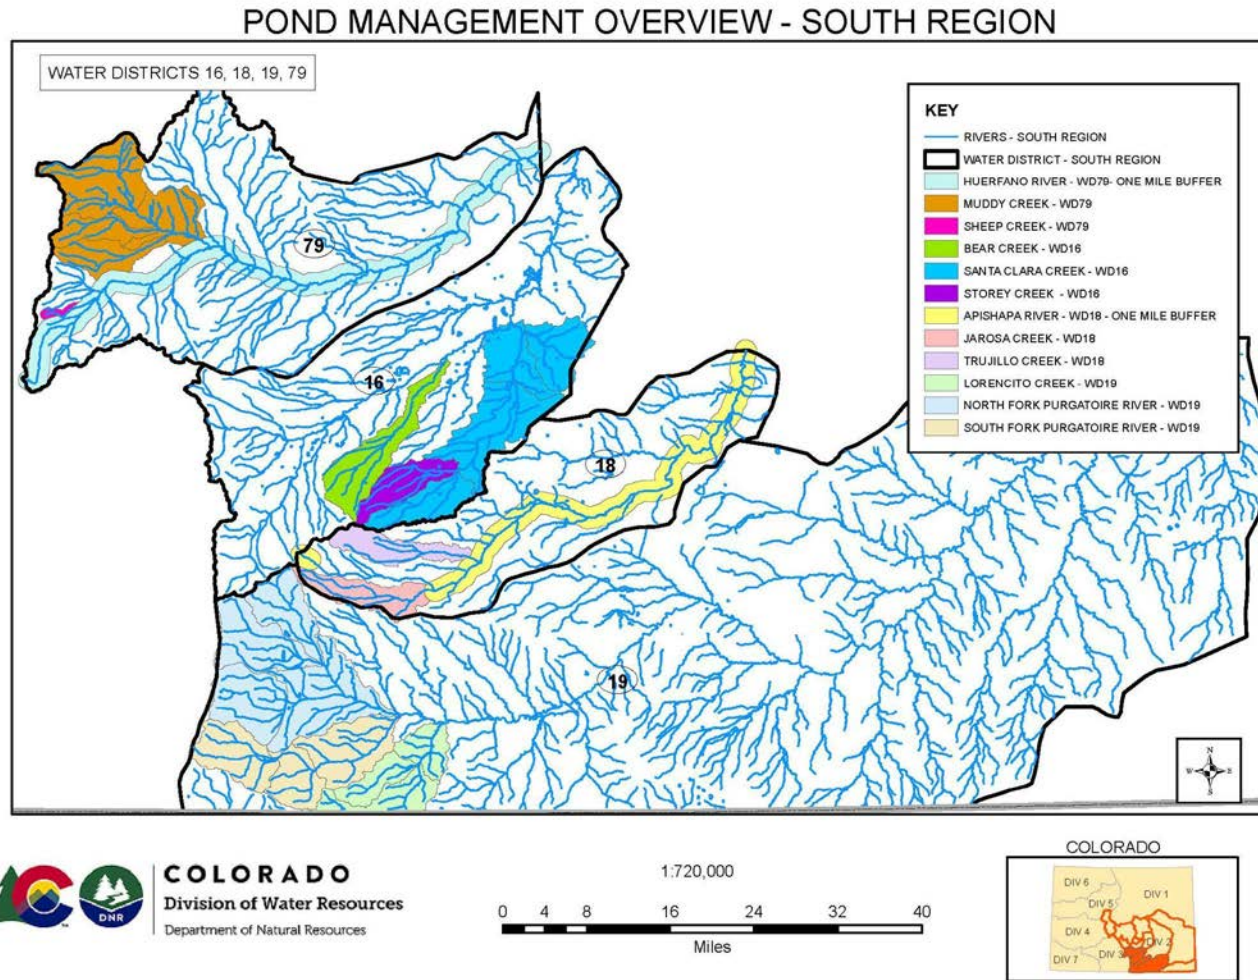 POND MANAGEMENT OVERVIEW - SOUTH REGION
WATER DISTRICTS 16, 18, 19, 79
KEY
RIVERS - SOUTH REGION
WATER DISTRICT - SOUTH REGION
HUERFANO RIVER - WD79- ONE MILE BUFFER
MUDDY CREEK - WD79
SHEEP CREEK - WD79
BEAR CREEK - WD16
SANTA CLARA CREEK - WD16
STOREY CREEK - WD16
APISHAPA RIVER - WD18 - ONE MILE BUFFER
JAROSA CREEK - WD18
TRUJILLO CREEK - WD18
LORENCITO CREEK - WD19
NORTH FORK PURGATOIRE RIVER - WD19
SOUTH FORK PURGATOIRE RIVER - WD19
79
16
18
19
N
W E
S
COLORADO
Division of Water Resources
Department of Natural Resources
DNR
1:720,000
0 4 8 16 24 32 40
Miles
COLORADO
DIV 6
DIV 1
DIV 5
DIV 4
DIV 2
DIV 3
DIV 7